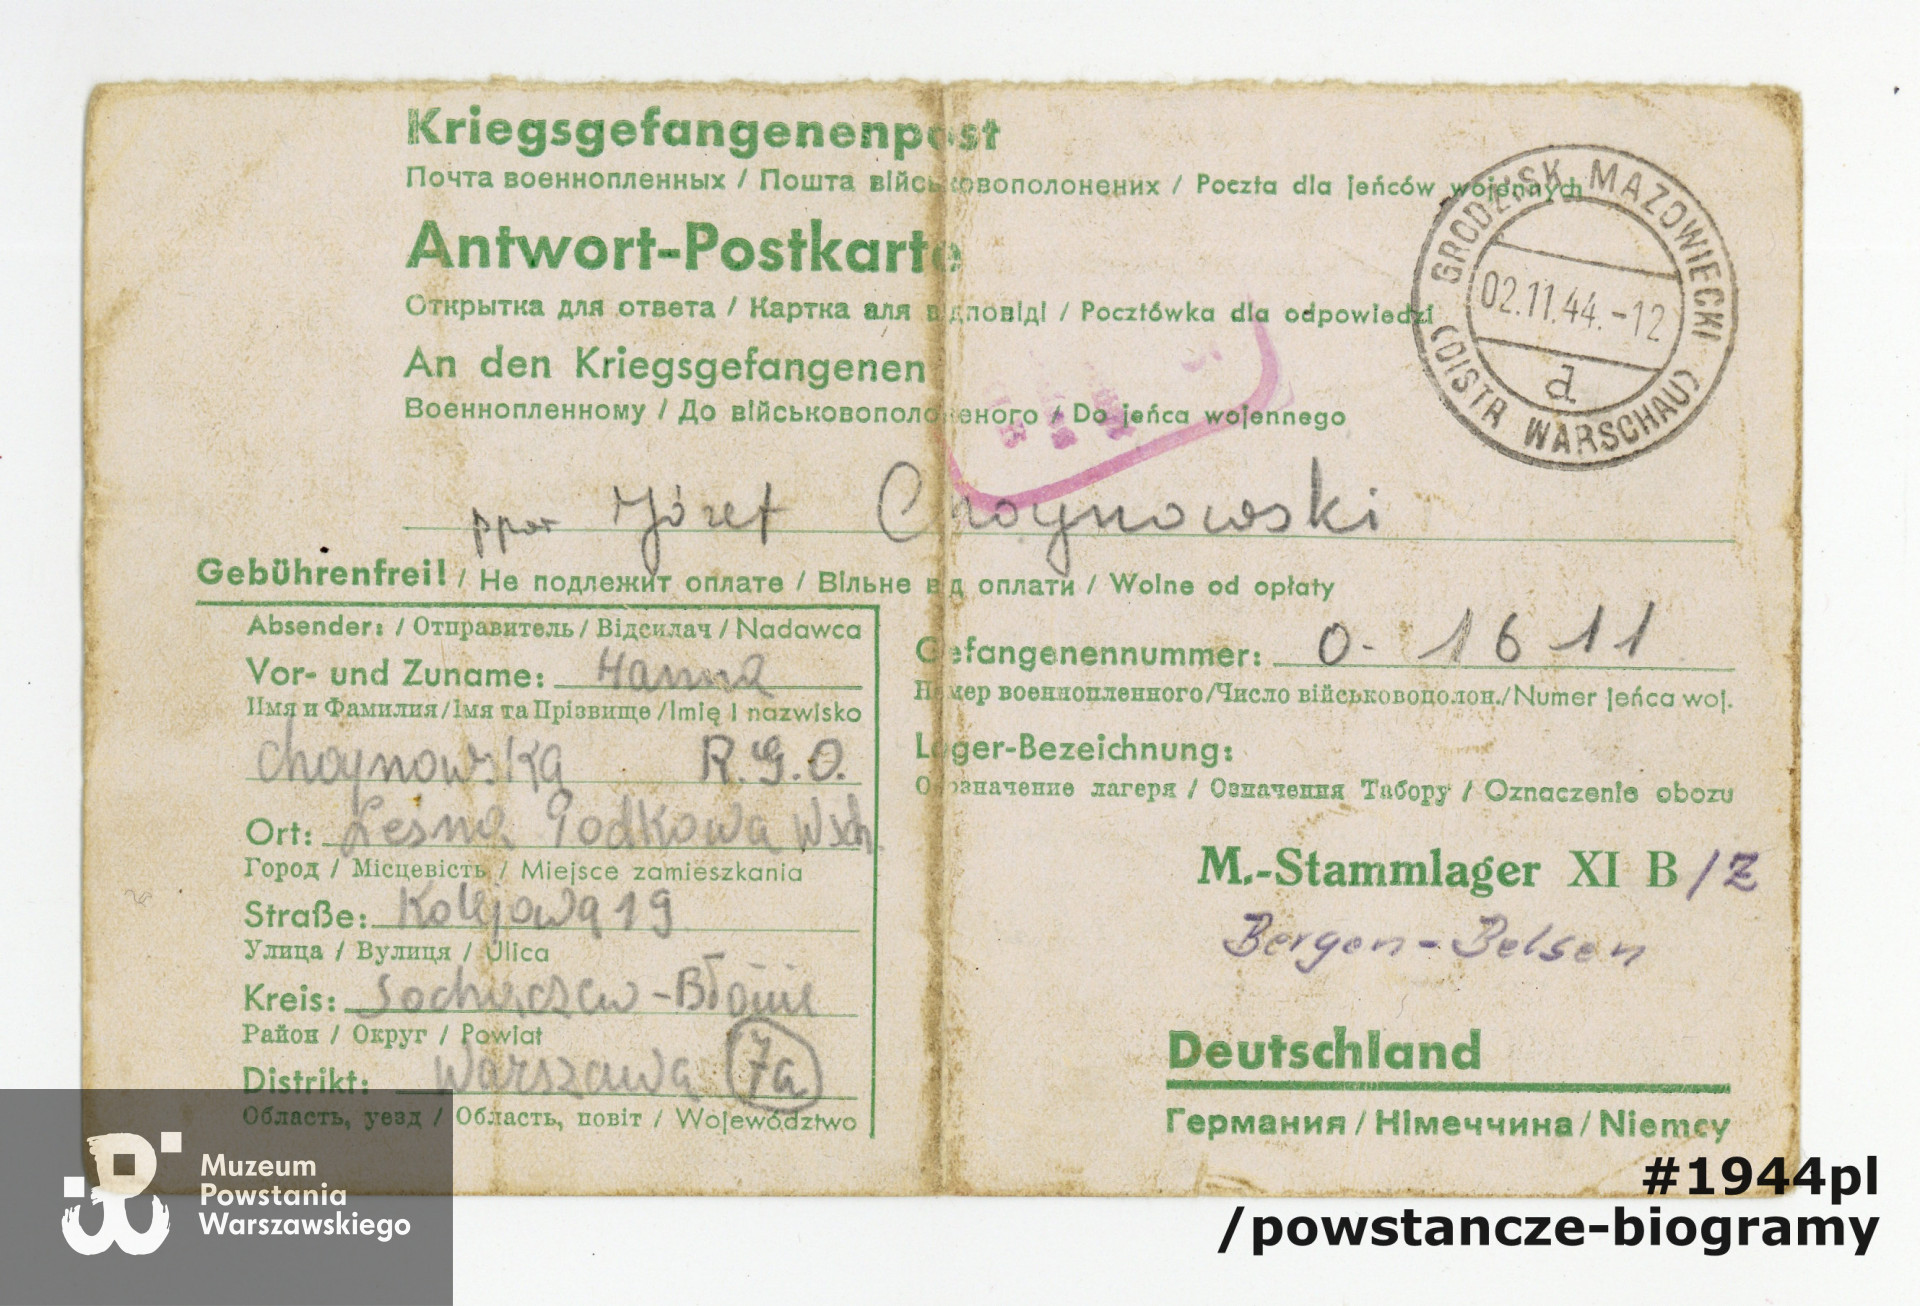 Kriegsgefangenenpost
Почта военнопленных / Пошта військовополонених / Poczta dla jeńców wojennych
Antwort-Postkarte
Открытка для ответа / Картка аля відповіді / Pocztówka dla odpowiedzi
An den Kriegsgefangenen
Военнопленному / До військовополоненого / Do jeńca wojennego
GRODZISK MAZOWIECKI
02.11.44.-12
a
(DISTR WARSCHAU)
ppor Józef Choynowski
Gebührenfrei! / Не подлежит оплате / Вільне від оплати / Wolne od opłaty
Absender: / Отправитель / Відсилач / Nadawca
Vor- und Zuname: Hanna
Имя и Фамилия / Імя та Прізвище / Imię i nazwisko
Choynowska R.G.O.
Ort: Leśna Podkowa Wsch.
Город / Місцевість / Miejsce zamieszkania
Straße: Kolejowa 19
Улица / Вулиця / Ulica
Kreis: Sochaczew-Błonie
Район / Округ / Powiat
Distrikt: Warszawa 7a
Область, уезд / Область, повіт / Województwo
Gefangenennummer: 0-1611
Номер военнопленного/Число військовополон./Numer jeńca woj.
Lager-Bezeichnung:
Обозначение лагеря / Означення Табору / Oznaczenie obozu
M.-Stammlager XI B/Z
Bergen-Belsen
Deutschland
Германия / Німеччина / Niemcy
Muzeum
Powstania
Warszawskiego
#1944pl
/powstancze-biogramy